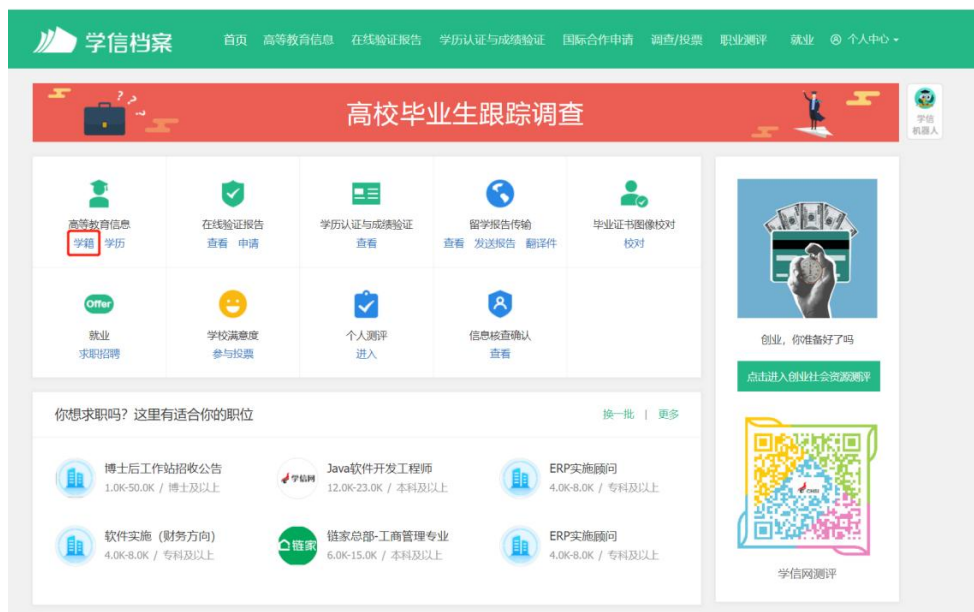 学信档案
首页 高等教育信息 在线验证报告 学历认证与成绩验证 国际合作申请 调查/投票 职业测评 就业 个人中心
高校毕业生跟踪调查
学信
机器人
高等教育信息
学籍 学历
在线验证报告
查看 申请
学历认证与成绩验证
查看
留学报告传输
查看 发送报告 翻译件
毕业证书图像校对
校对
Offer
就业
求职招聘
学校满意度
参与投票
个人测评
进入
信息核查确认
查看
创业，你准备好了吗
点击进入创业社会资源测评
你想求职吗？这里有适合你的职位
换一批 | 更多
博士后工作站招收公告
1.0K-50.0K / 博士及以上
学信网
Java软件开发工程师
12.0K-23.0K / 本科及以上
ERP实施顾问
4.0K-8.0K / 专科及以上
软件实施（财务方向）
4.0K-8.0K / 专科及以上
链家
链家总部-工商管理专业
6.0K-15.0K / 本科及以上
ERP实施顾问
4.0K-8.0K / 专科及以上
学信网测评